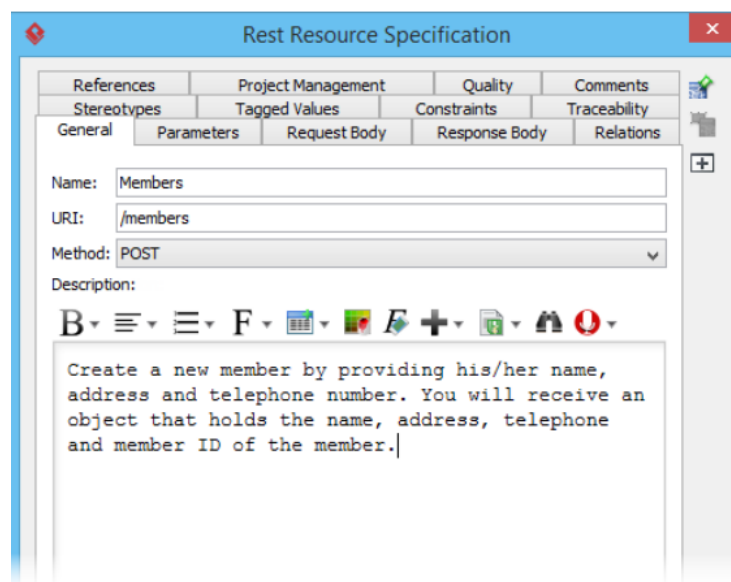 Rest Resource Specification
References Project Management Quality Comments
Stereotypes Tagged Values Constraints Traceability
General Parameters Request Body Response Body Relations
Name: Members
URI: /members
Method: POST
Description:
B F F
Create a new member by providing his/her name,
address and telephone number. You will receive an
object that holds the name, address, telephone
and member ID of the member.